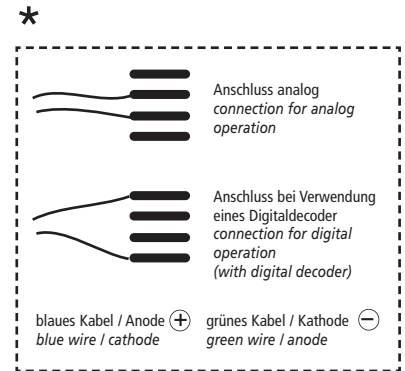 *
Anschluss analog
connection for analog
operation
Anschluss bei Verwendung
eines Digitaldecoder
connection for digital
operation
(with digital decoder)
blaues Kabel / Anode +
blue wire / cathode
grünes Kabel / Kathode −
green wire / anode